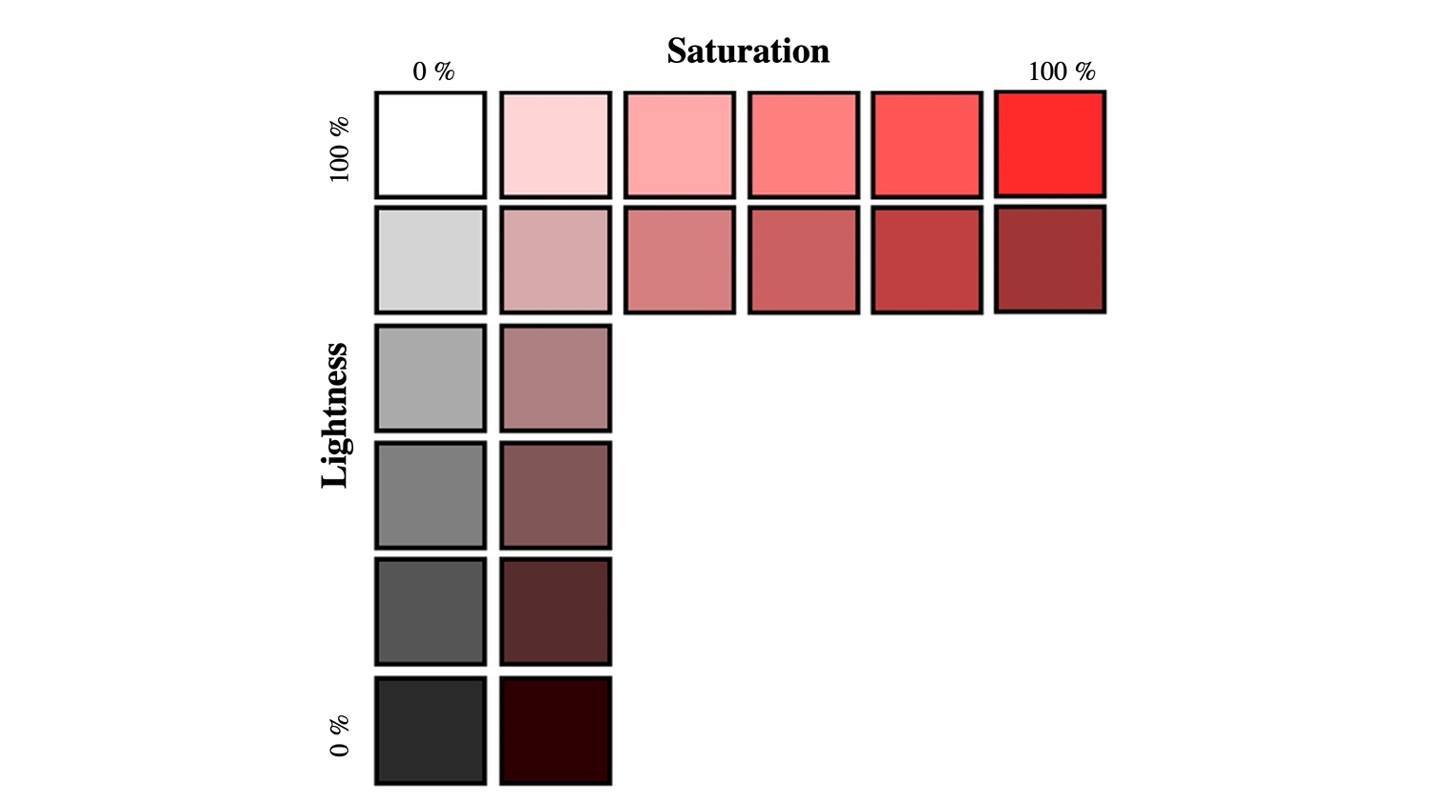 Saturation
0 %
100 %
100 %
Lightness
0 %